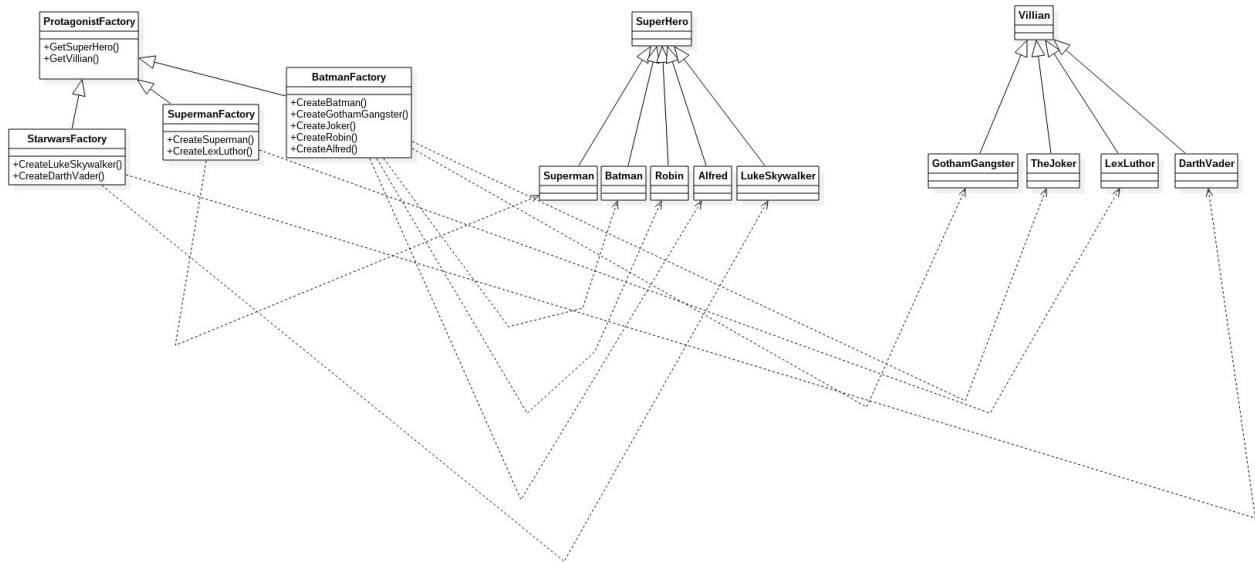 ProtagonistFactory
+GetSuperHero()
+GetVillian()
StarwarsFactory
+CreateLukeSkywalker()
+CreateDarthVader()
SupermanFactory
+CreateSuperman()
+CreateLexLuthor()
BatmanFactory
+CreateBatman()
+CreateGothamGangster()
+CreateJoker()
+CreateRobin()
+CreateAlfred()
SuperHero
Superman
Batman
Robin
Alfred
LukeSkywalker
Villian
GothamGangster
TheJoker
LexLuthor
DarthVader